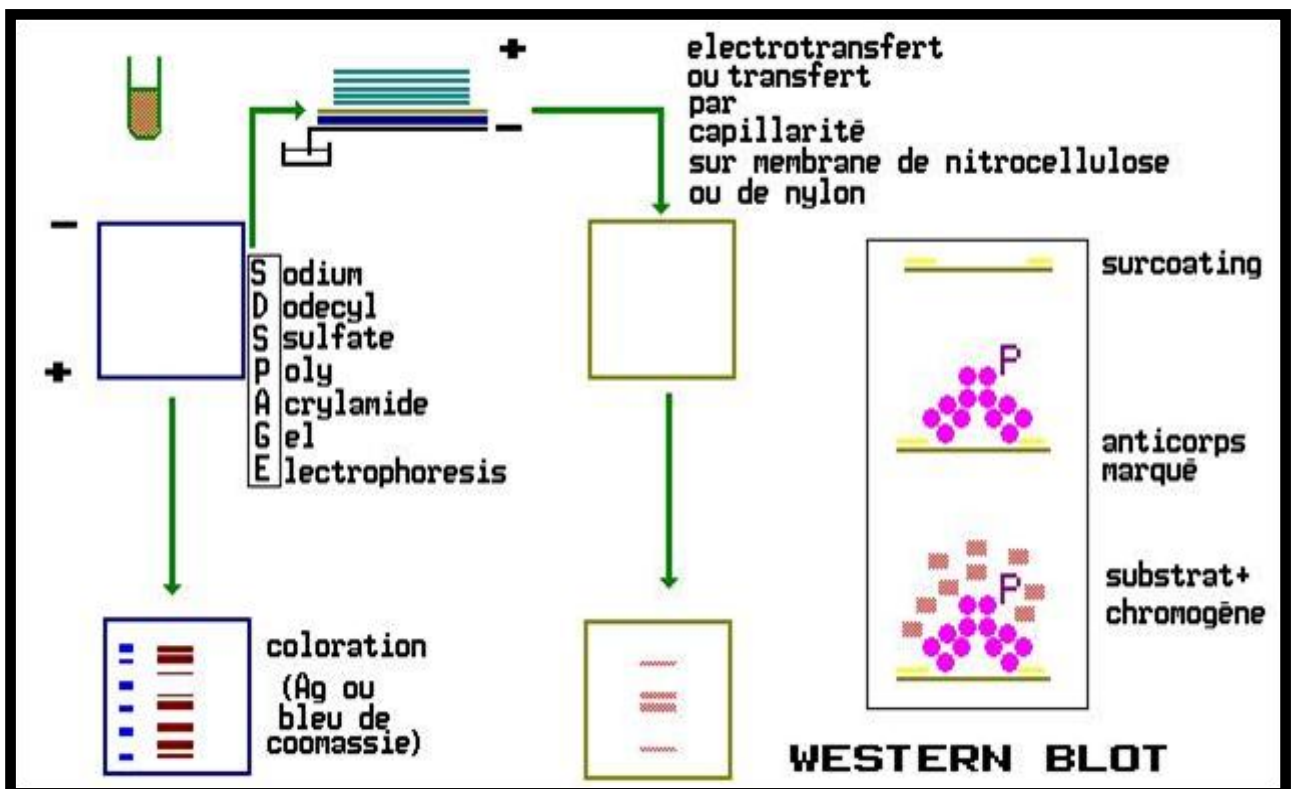 +
electrotransfert
ou transfert
par
capillarité
sur membrane de nitrocellulose
ou de nylon
−
−
+
Sodium
Dodecyl
Ssulfate
Poly
Acrylamide
Gel
Electrophoresis
coloration
(Ag ou
bleu de
coomassie)
surcoating
P
anticorps
marqué
P
substrat+
chromogène
WESTERN BLOT